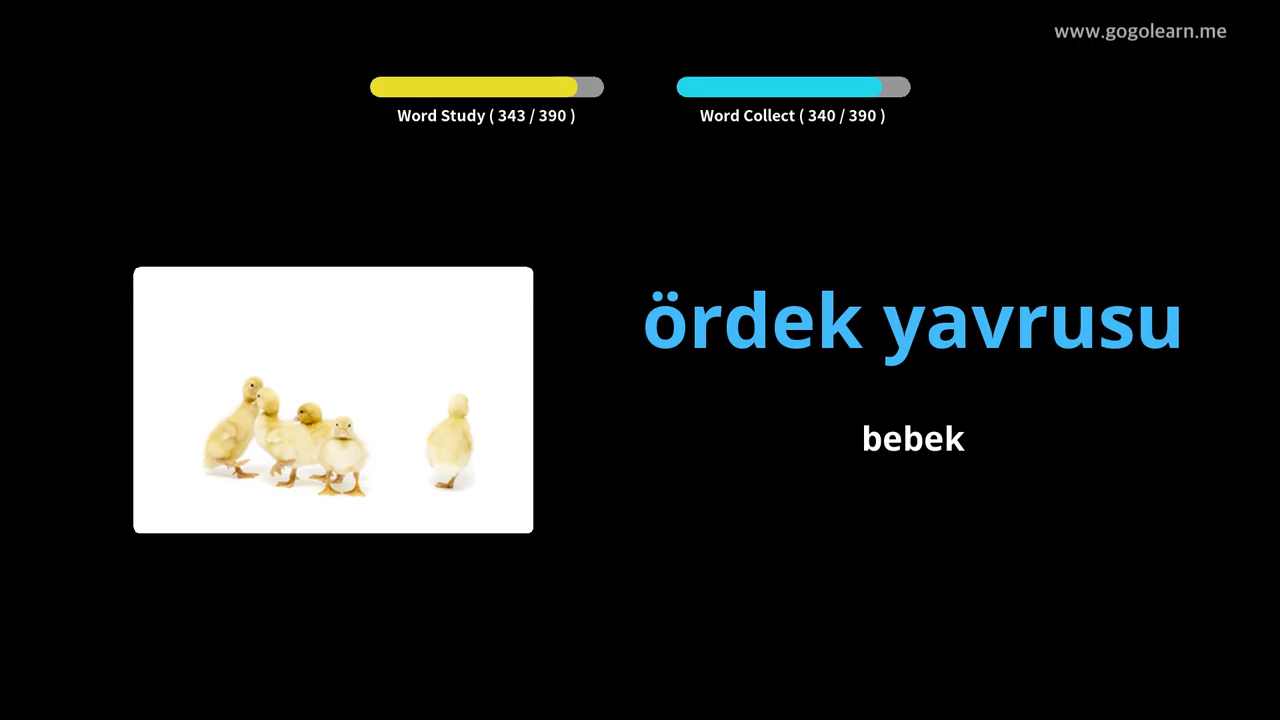 www.gogolearn.me
Word Study ( 343 / 390 )
Word Collect ( 340 / 390 )
ördek yavrusu
bebek